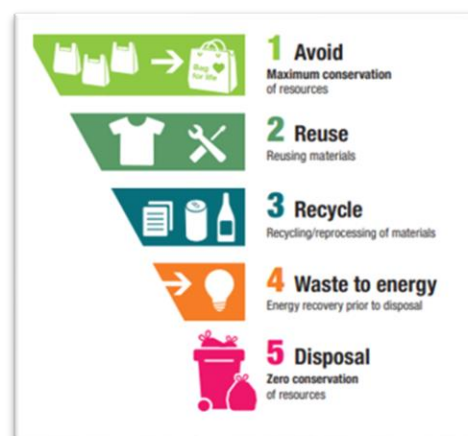 Bag
for life
1 Avoid
Maximum conservation
of resources
2 Reuse
Reusing materials
3 Recycle
Recycling/reprocessing of materials
4 Waste to energy
Energy recovery prior to disposal
5 Disposal
Zero conservation
of resources